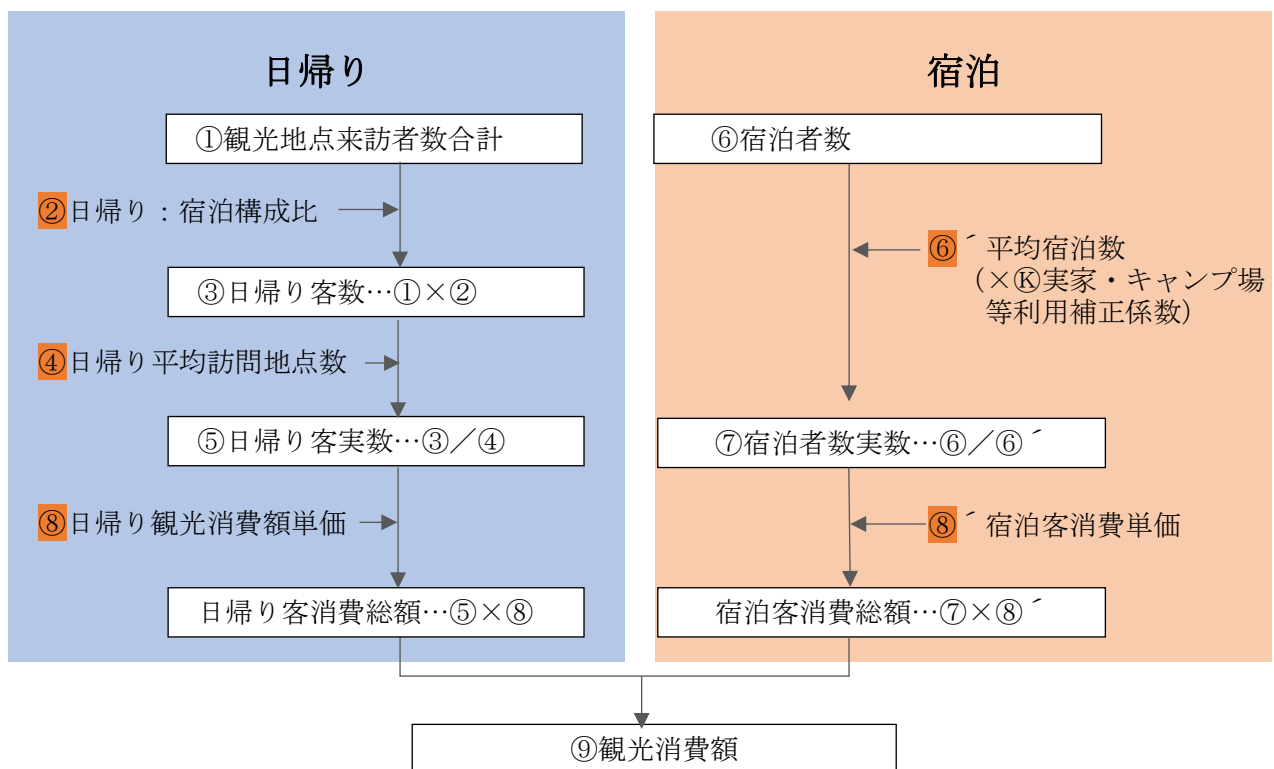 日帰り
①観光地点来訪者数合計
②日帰り：宿泊構成比
③日帰り客数…①×②
④日帰り平均訪問地点数
⑤日帰り客実数…③／④
⑧日帰り観光消費額単価
日帰り客消費総額…⑤×⑧
宿泊
⑥宿泊者数
⑥´平均宿泊数
(×Ⓚ実家・キャンプ場
等利用補正係数)
⑦宿泊者数実数…⑥／⑥´
⑧´宿泊客消費単価
宿泊客消費総額…⑦×⑧´
⑨観光消費額